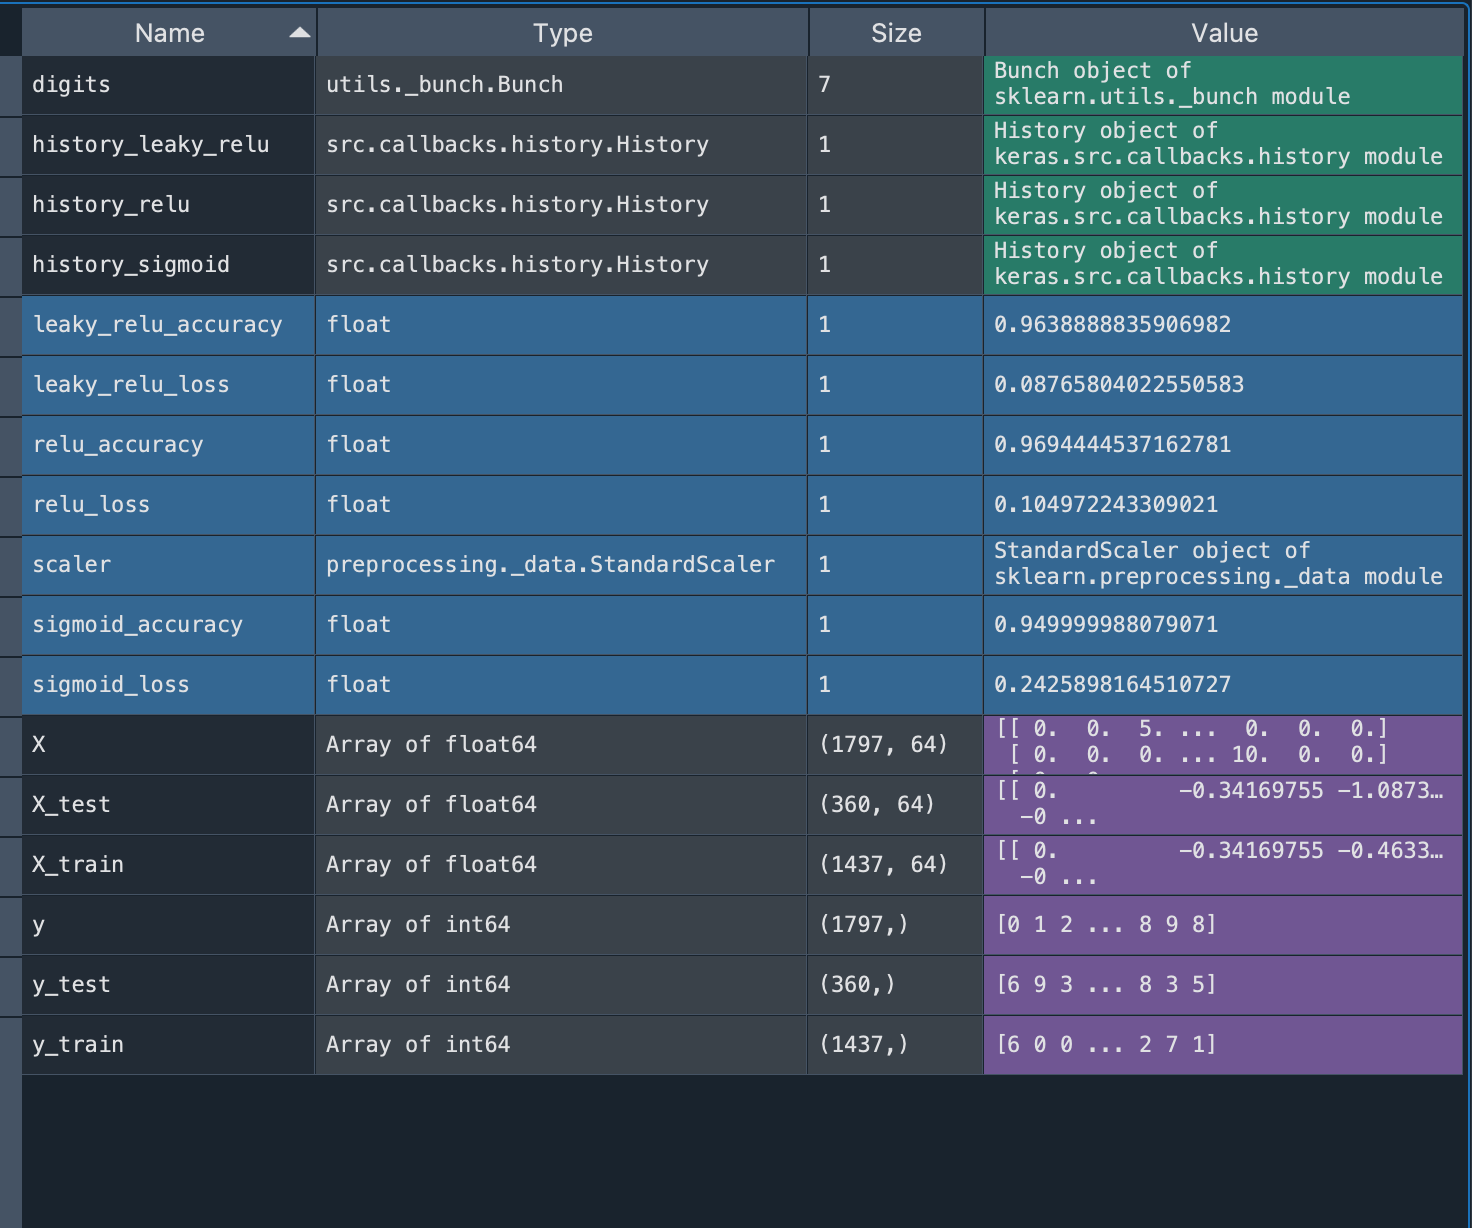 Name Type Size Value
digits utils._bunch.Bunch 7 Bunch object of
sklearn.utils._bunch module
history_leaky_relu src.callbacks.history.History 1 History object of
keras.src.callbacks.history module
history_relu src.callbacks.history.History 1 History object of
keras.src.callbacks.history module
history_sigmoid src.callbacks.history.History 1 History object of
keras.src.callbacks.history module
leaky_relu_accuracy float 1 0.9638888835906982
leaky_relu_loss float 1 0.08765804022550583
relu_accuracy float 1 0.9694444537162781
relu_loss float 1 0.104972243309021
scaler preprocessing._data.StandardScaler 1 StandardScaler object of
sklearn.preprocessing._data module
sigmoid_accuracy float 1 0.949999988079071
sigmoid_loss float 1 0.2425898164510727
X Array of float64 (1797, 64) [[ 0. 0. 5. ... 0. 0. 0.]
[ 0. 0. 0. ... 10. 0. 0.]
X_test Array of float64 (360, 64) [[ 0. -0.34169755 -1.0873…
-0 ...
X_train Array of float64 (1437, 64) [[ 0. -0.34169755 -0.4633…
-0 ...
y Array of int64 (1797,) [0 1 2 ... 8 9 8]
y_test Array of int64 (360,) [6 9 3 ... 8 3 5]
y_train Array of int64 (1437,) [6 0 0 ... 2 7 1]